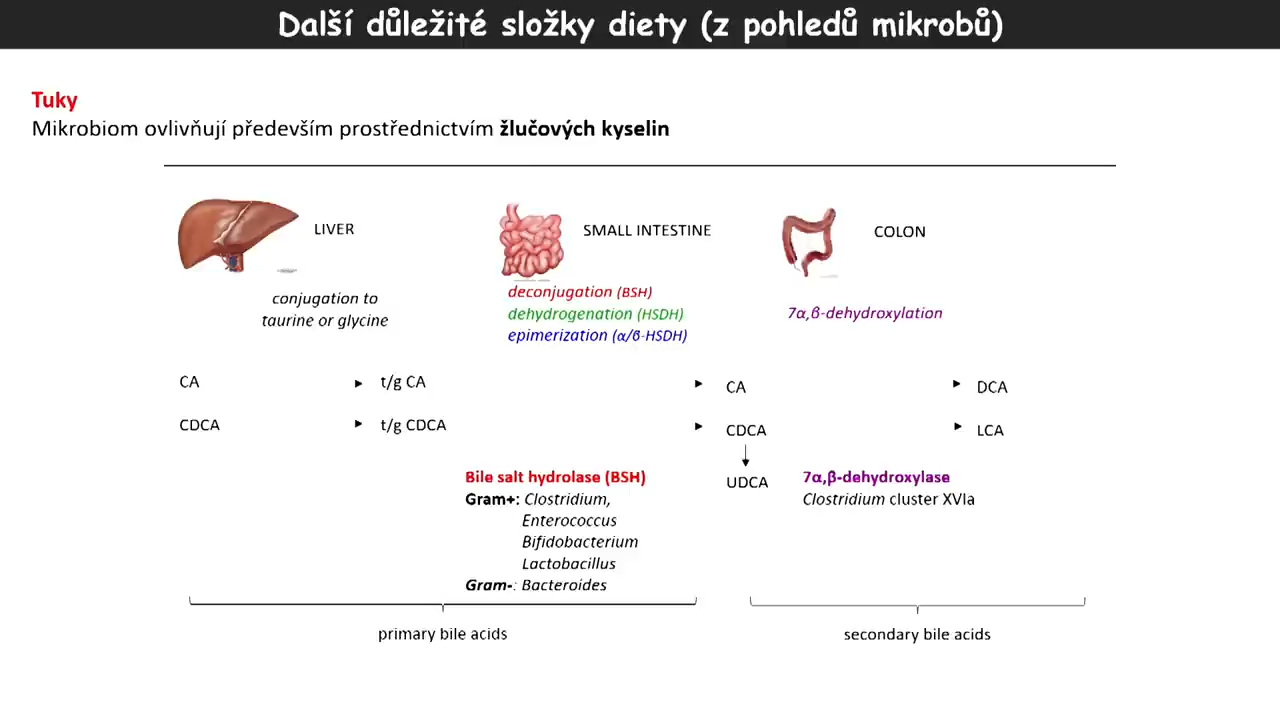 Další důležité složky diety (z pohledů mikrobů)
Tuky
Mikrobiom ovlivňují především prostřednictvím žlučových kyselin
LIVER
SMALL INTESTINE
COLON
conjugation to
taurine or glycine
deconjugation (BSH)
dehydrogenation (HSDH)
epimerization (α/β-HSDH)
7α,β-dehydroxylation
CA
t/g CA
CA
DCA
CDCA
t/g CDCA
CDCA
LCA
UDCA
Bile salt hydrolase (BSH)
Gram+: Clostridium,
Enterococcus
Bifidobacterium
Lactobacillus
Gram-: Bacteroides
7α,β-dehydroxylase
Clostridium cluster XVIa
primary bile acids
secondary bile acids